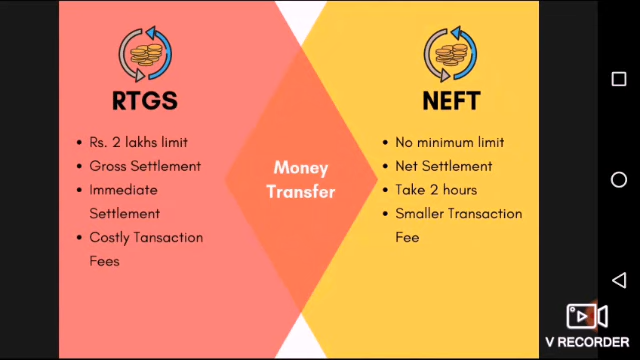 RTGS
• Rs. 2 lakhs limit
• Gross Settlement
• Immediate
Settlement
• Costly Tansaction
Fees
Money
Transfer
NEFT
• No minimum limit
• Net Settlement
• Take 2 hours
• Smaller Transaction
Fee
V RECORDER